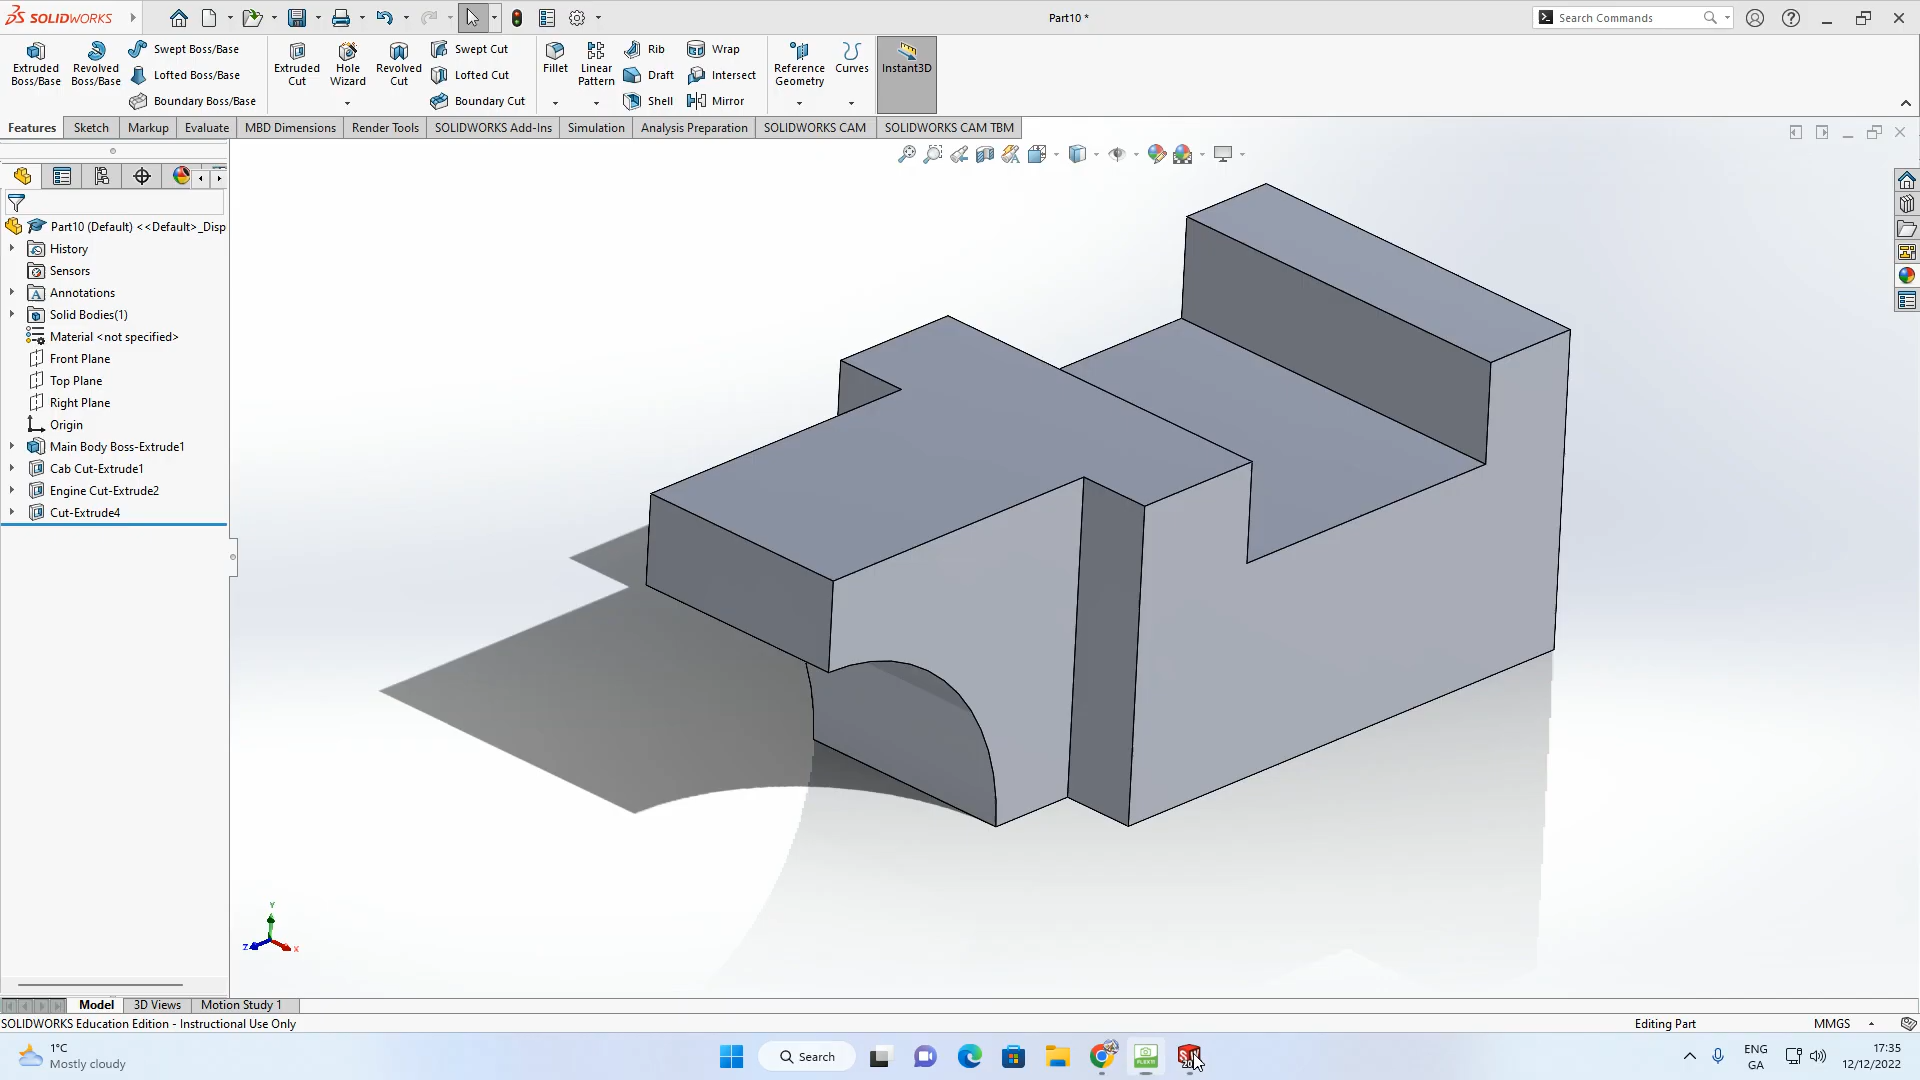 SOLIDWORKS
Part10 *
Search Commands
Extruded Boss/Base
Revolved Boss/Base
Swept Boss/Base
Lofted Boss/Base
Boundary Boss/Base
Extruded Cut
Hole Wizard
Revolved Cut
Swept Cut
Lofted Cut
Boundary Cut
Fillet
Linear Pattern
Rib
Draft
Shell
Wrap
Intersect
Mirror
Reference Geometry
Curves
Instant3D
Features
Sketch
Markup
Evaluate
MBD Dimensions
Render Tools
SOLIDWORKS Add-Ins
Simulation
Analysis Preparation
SOLIDWORKS CAM
SOLIDWORKS CAM TBM
Part10 (Default) <<Default>_Disp
History
Sensors
Annotations
Solid Bodies(1)
Material <not specified>
Front Plane
Top Plane
Right Plane
Origin
Main Body Boss-Extrude1
Cab Cut-Extrude1
Engine Cut-Extrude2
Cut-Extrude4
Y
Z
X
Model
3D Views
Motion Study 1
SOLIDWORKS Education Edition - Instructional Use Only
Editing Part
MMGS
1°C
Mostly cloudy
Search
ENG
GA
17:35
12/12/2022